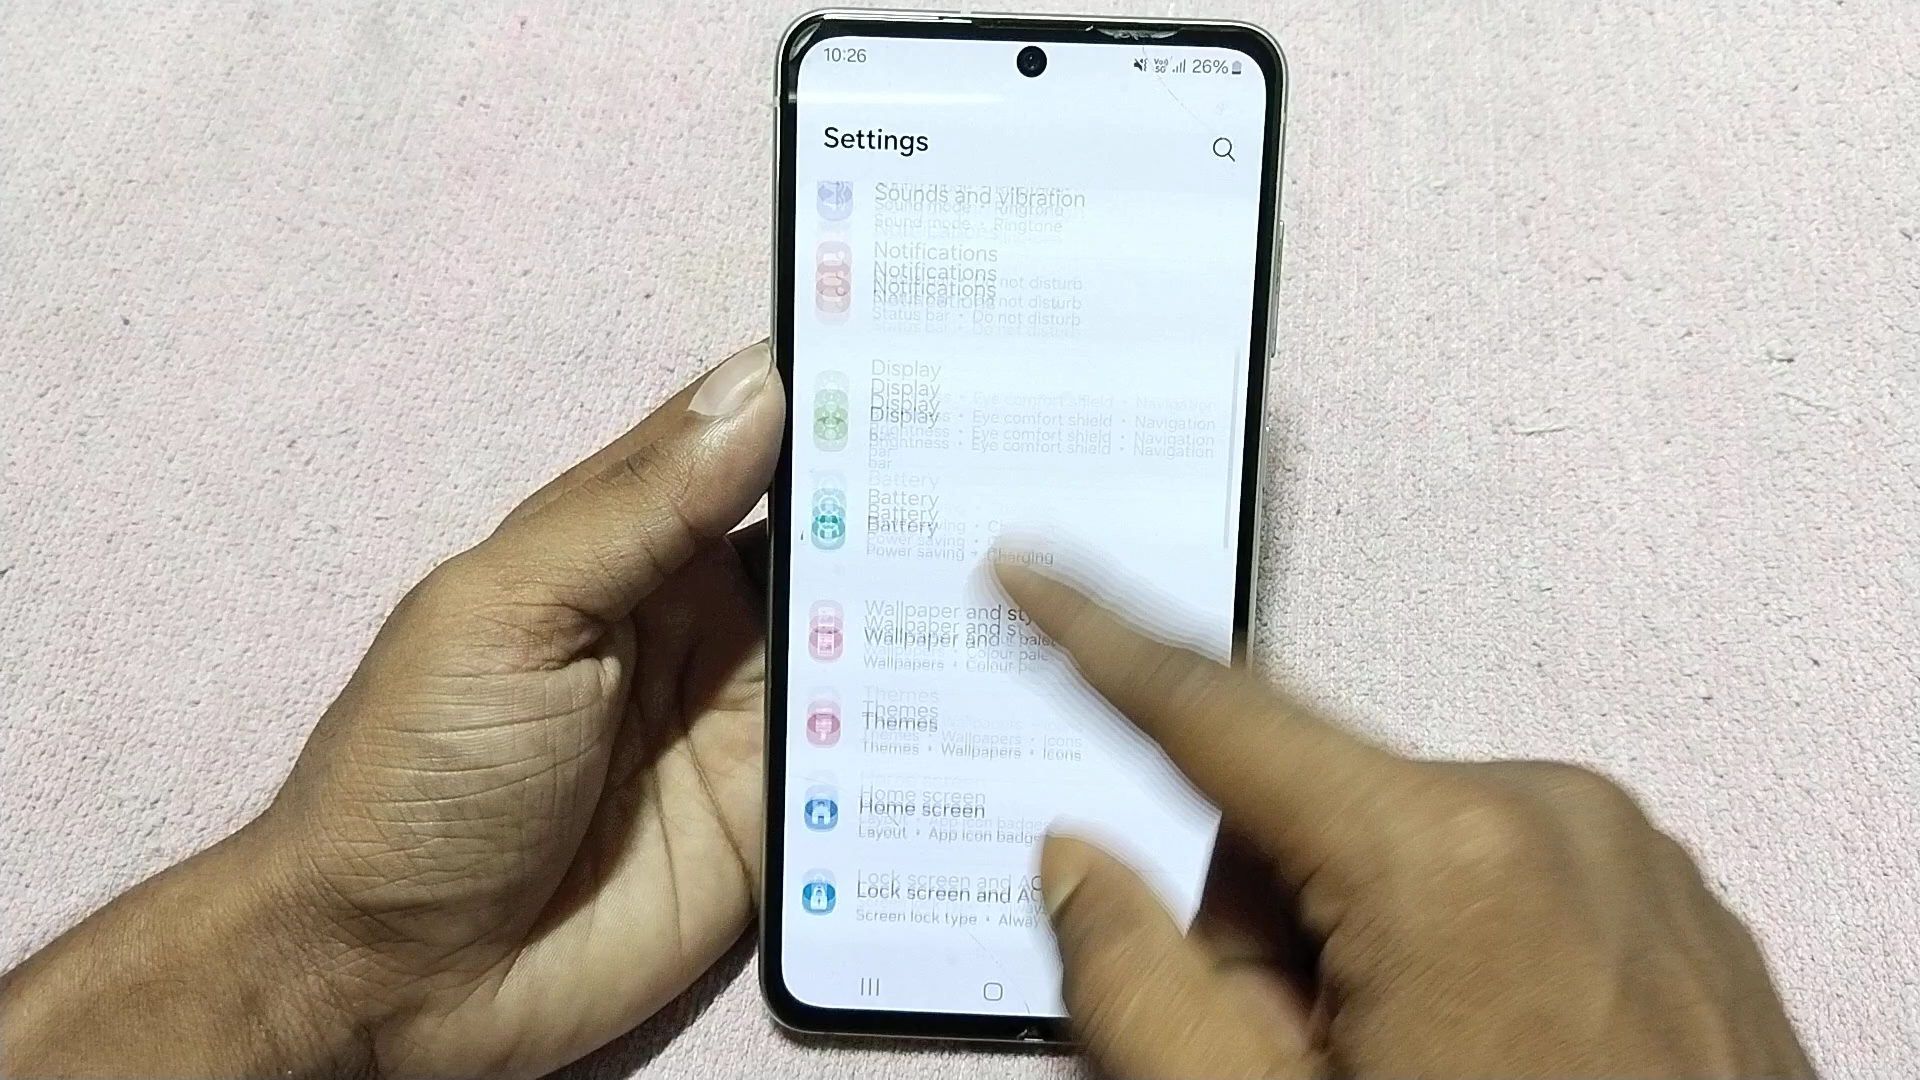 10:26
Vo)) 5G 26%
Settings
Sounds and vibration
Sound mode • Ringtone
Notifications
Status bar • Do not disturb
Display
Brightness • Eye comfort shield • Navigation
bar
Battery
Power saving • Charging
Wallpaper and
Wallpapers • Colour
Themes
Themes • Wallpapers • Icons
Home screen
Layout • App icon
Lock screen and
Screen lock type •